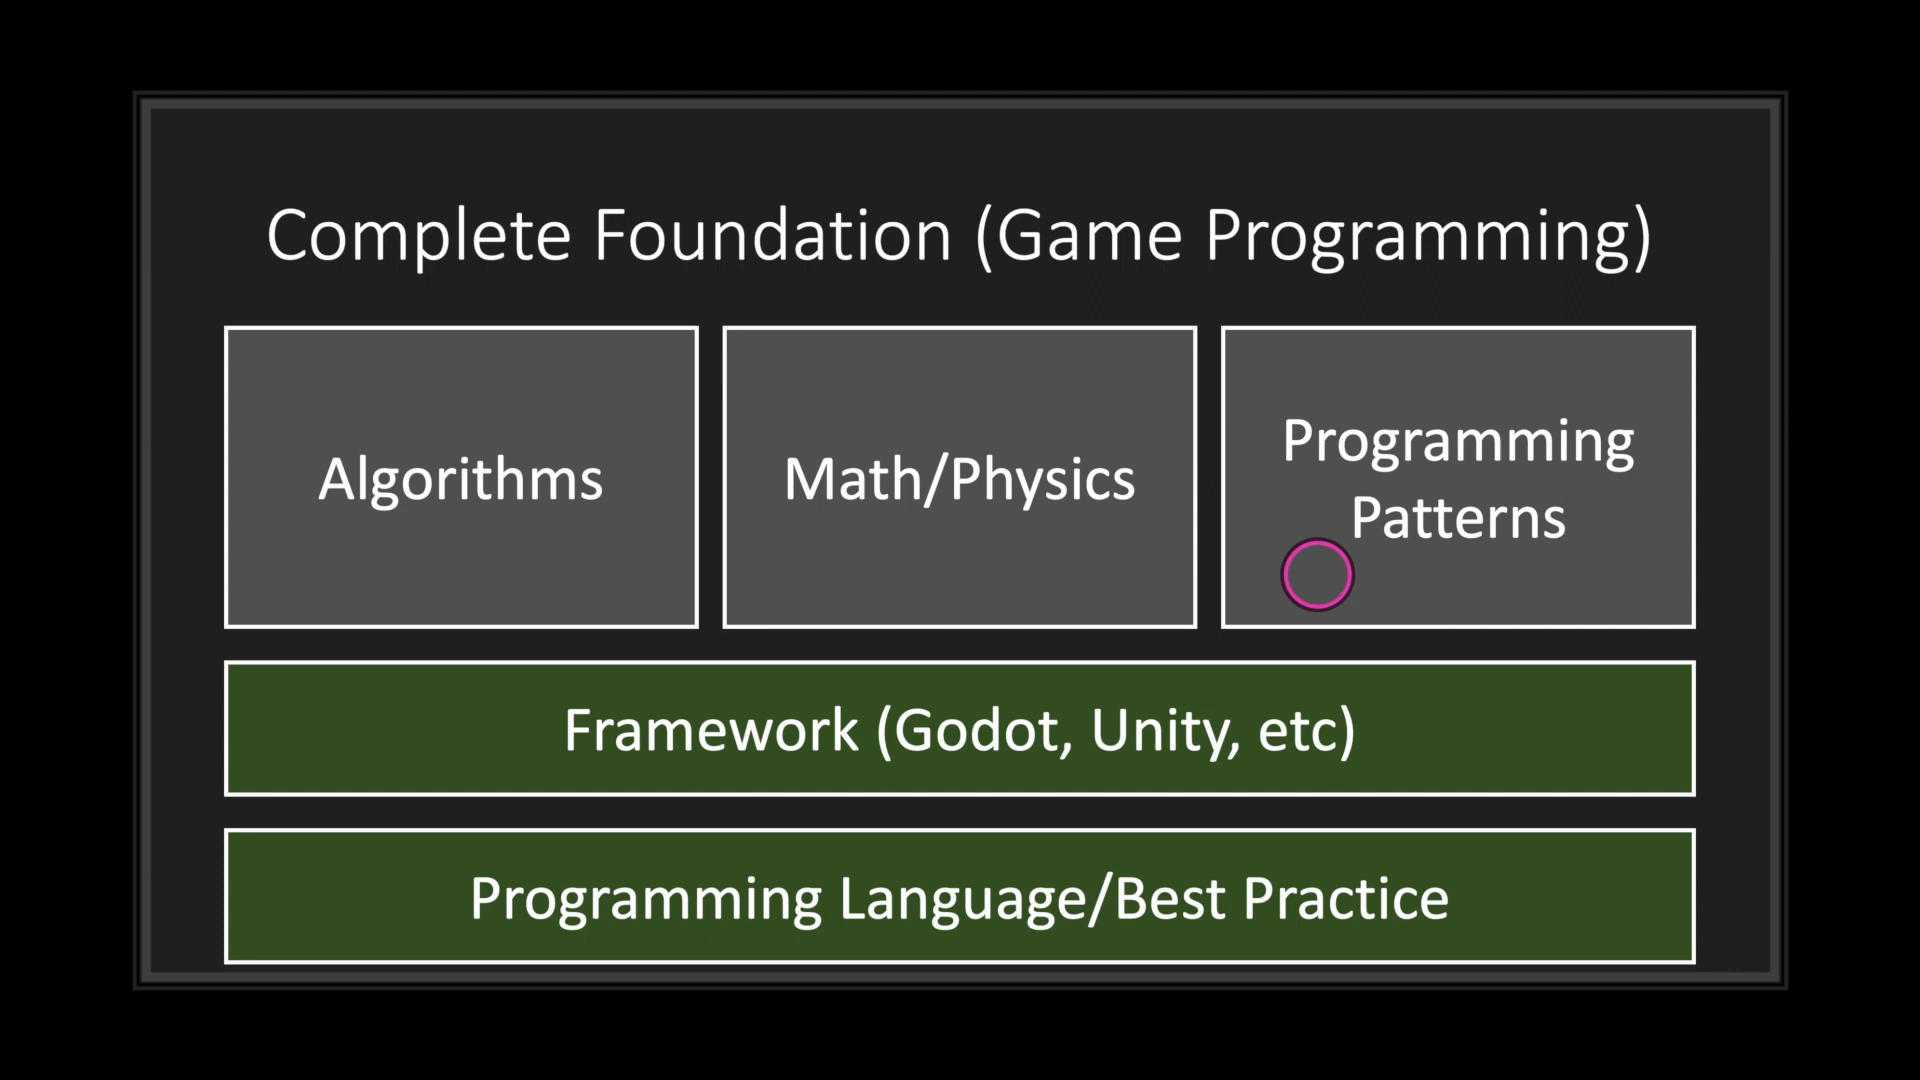 Complete Foundation (Game Programming)
Algorithms
Math/Physics
Programming
Patterns
Framework (Godot, Unity, etc)
Programming Language/Best Practice